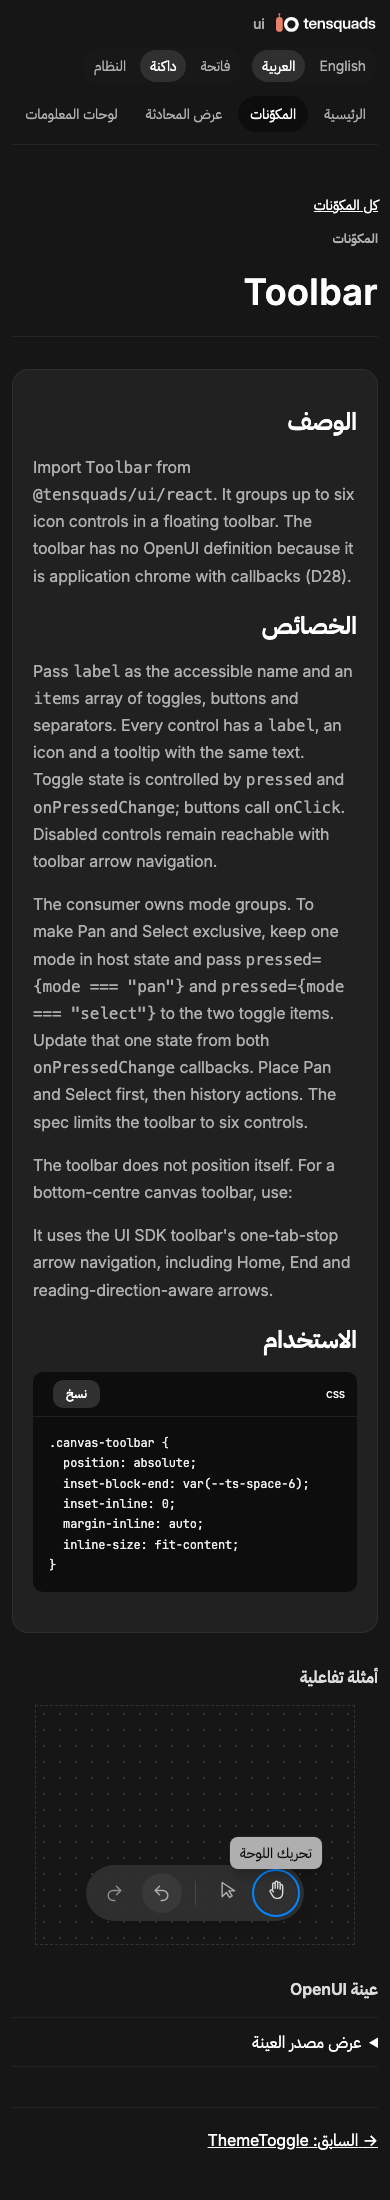 tensquads ui
English العربية فاتحة داكنة النظام
الرئيسية المكوّنات عرض المحادثة لوحات المعلومات
كل المكوّنات
المكوّنات
Toolbar
الوصف
Import Toolbar from
@tensquads/ui/react. It groups up to six
icon controls in a floating toolbar. The
toolbar has no OpenUI definition because it
is application chrome with callbacks (D28).
الخصائص
Pass label as the accessible name and an
items array of toggles, buttons and
separators. Every control has a label, an
icon and a tooltip with the same text.
Toggle state is controlled by pressed and
onPressedChange; buttons call onClick.
Disabled controls remain reachable with
toolbar arrow navigation.
The consumer owns mode groups. To
make Pan and Select exclusive, keep one
mode in host state and pass pressed=
{mode === "pan"} and pressed={mode
=== "select"} to the two toggle items.
Update that one state from both
onPressedChange callbacks. Place Pan
and Select first, then history actions. The
spec limits the toolbar to six controls.
The toolbar does not position itself. For a
bottom-centre canvas toolbar, use:
It uses the UI SDK toolbar's one-tab-stop
arrow navigation, including Home, End and
reading-direction-aware arrows.
الاستخدام
css نسخ
.canvas-toolbar {
  position: absolute;
  inset-block-end: var(--ts-space-6);
  inset-inline: 0;
  margin-inline: auto;
  inline-size: fit-content;
}
أمثلة تفاعلية
تحريك اللوحة
عينة OpenUI
عرض مصدر العينة
→ السابق: ThemeToggle